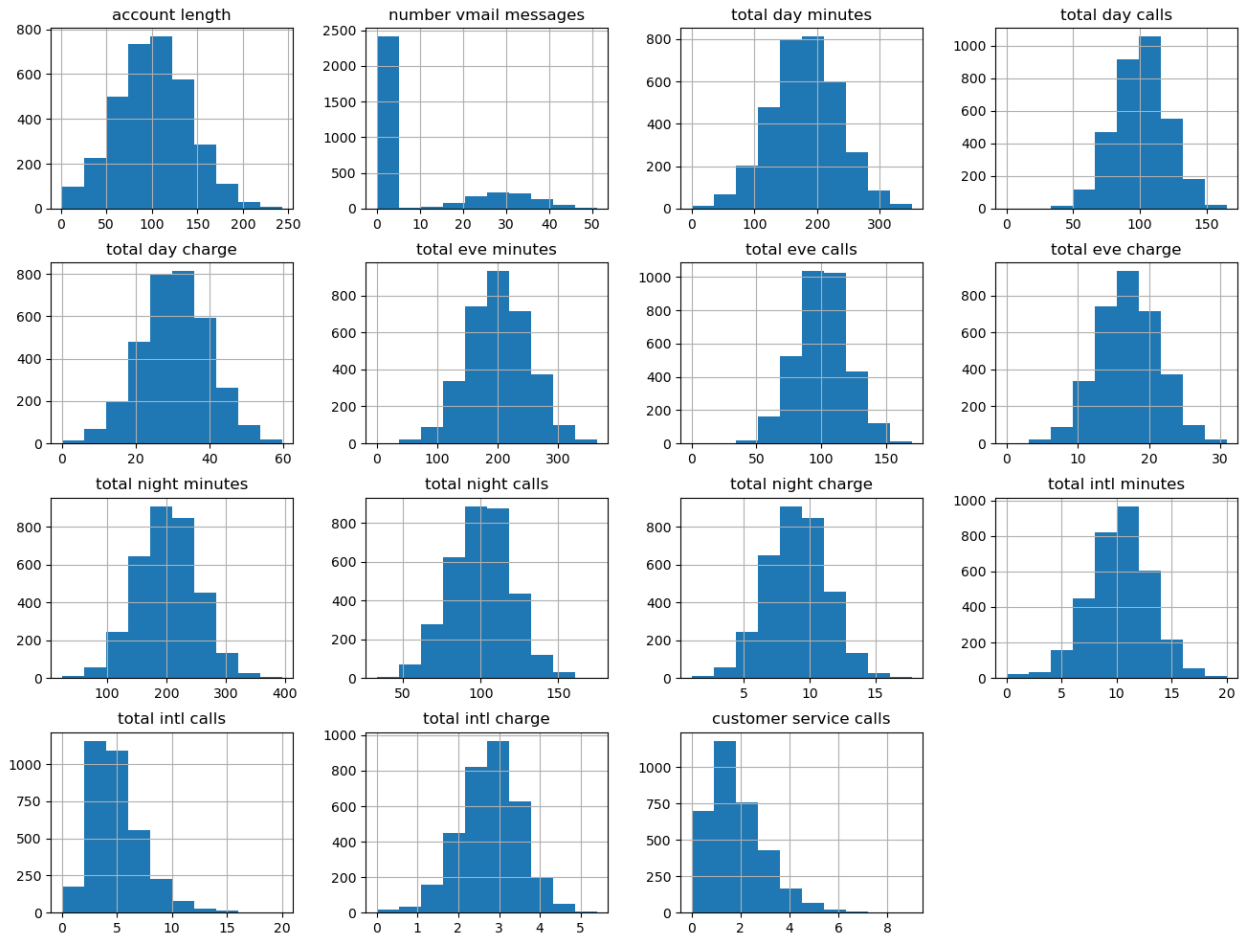 account length
800
600
400
200
0
0 50 100 150 200 250
number vmail messages
2500
2000
1500
1000
500
0
0 10 20 30 40 50
total day minutes
800
600
400
200
0
0 100 200 300
total day calls
1000
800
600
400
200
0
0 50 100 150
total day charge
800
600
400
200
0
0 20 40 60
total eve minutes
800
600
400
200
0
0 100 200 300
total eve calls
1000
800
600
400
200
0
0 50 100 150
total eve charge
800
600
400
200
0
0 10 20 30
total night minutes
800
600
400
200
0
100 200 300 400
total night calls
800
600
400
200
0
50 100 150
total night charge
800
600
400
200
0
5 10 15
total intl minutes
1000
800
600
400
200
0
0 5 10 15 20
total intl calls
1000
750
500
250
0
0 5 10 15 20
total intl charge
1000
800
600
400
200
0
0 1 2 3 4 5
customer service calls
1000
750
500
250
0
0 2 4 6 8